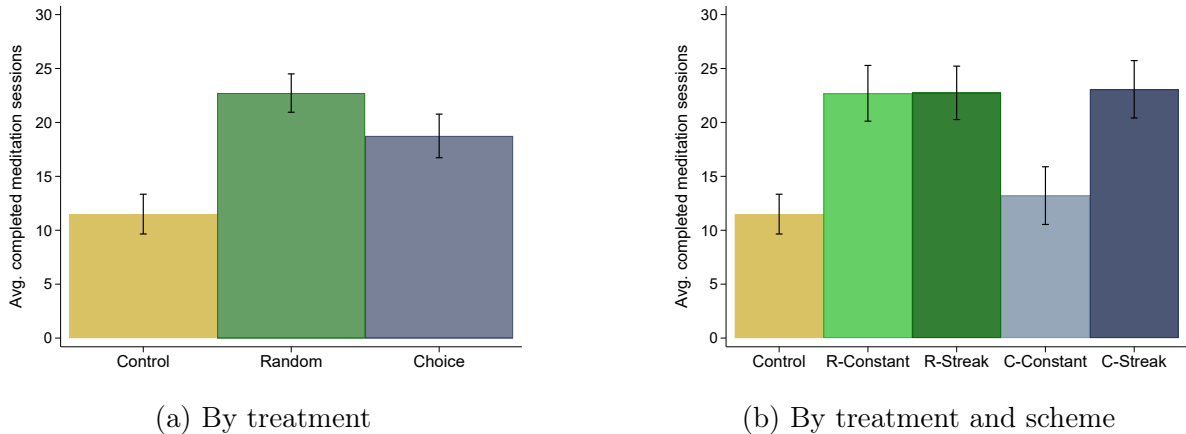 Avg. completed meditation sessions
30
25
20
15
10
5
0
Control Random Choice
(a) By treatment
Avg. completed meditation sessions
30
25
20
15
10
5
0
Control R-Constant R-Streak C-Constant C-Streak
(b) By treatment and scheme